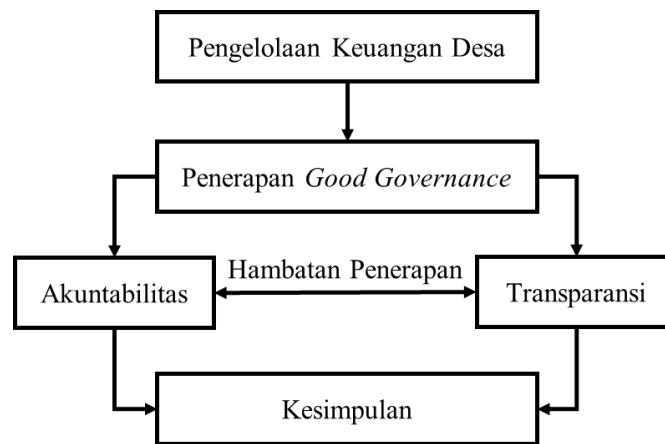 Pengelolaan Keuangan Desa
Penerapan Good Governance
Hambatan Penerapan
Akuntabilitas
Transparansi
Kesimpulan